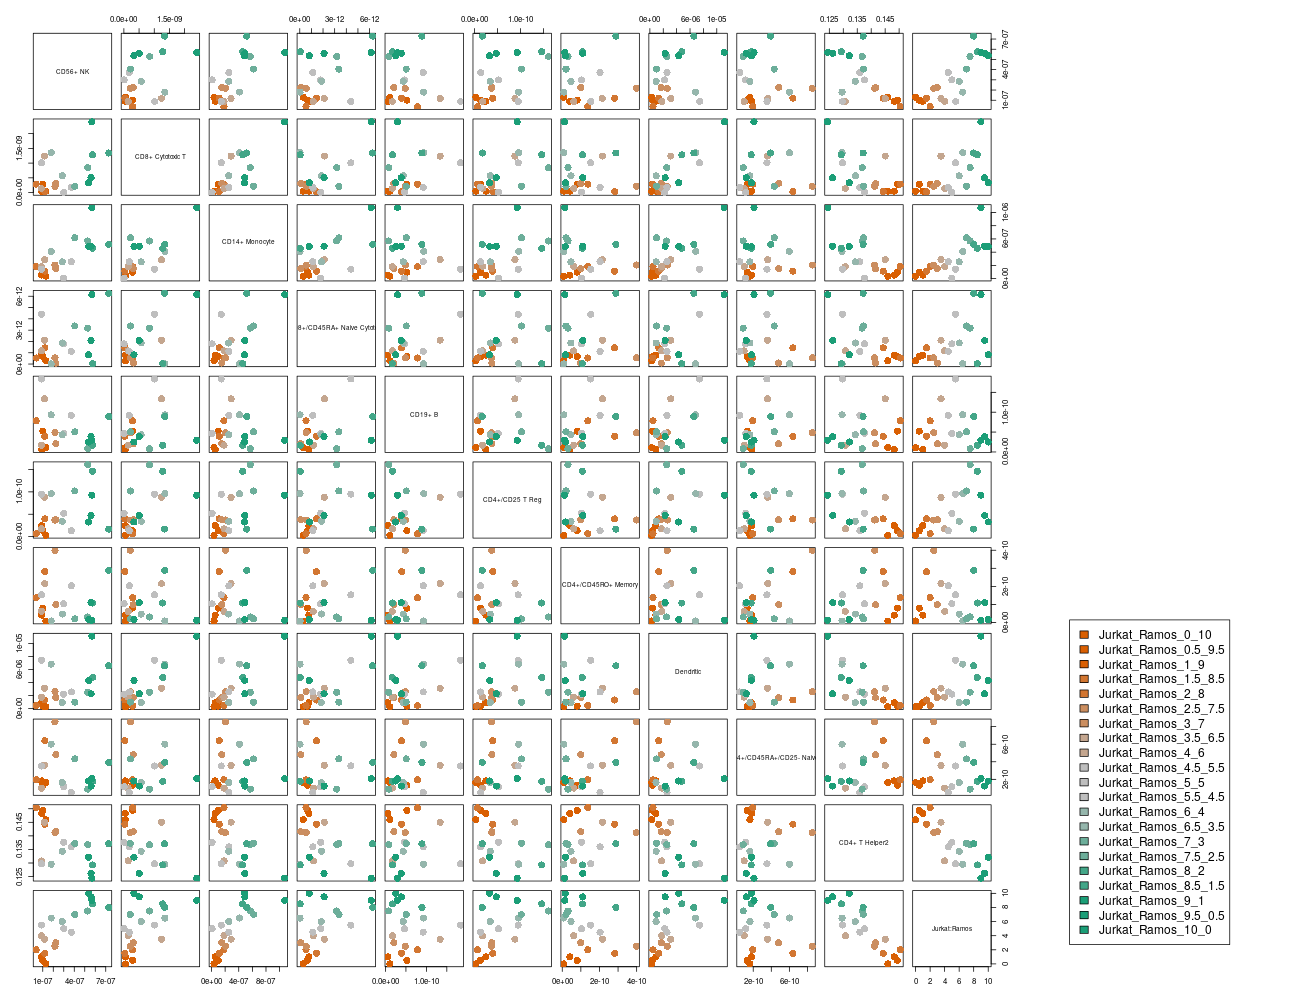 0.0e+00 1.5e-09 0e+00 3e-12 6e-12 0.0e+00 1.0e-10 0e+00 6e-06 1e-05 0.125 0.135 0.145
CD56+ NK 1e-07 4e-07 7e-07
0.0e+00 1.5e-09 CD8+ Cytotoxic T
CD14+ Monocyte 0e+00 6e-07 1e-06
0e+00 3e-12 6e-12 8+/CD45RA+ Naive Cytot
CD19+ B 0.0e+00 1.0e-10
0.0e+00 1.0e-10 CD4+/CD25 T Reg
CD4+/CD45RO+ Memory 0e+00 2e-10 4e-10
0e+00 6e-06 1e-05 Dendritic
4+/CD45RA+/CD25- Naiv 2e-10 6e-10
0.125 0.135 0.145 CD4+ T Helper2
Jurkat:Ramos 0 2 4 6 8 10
1e-07 4e-07 7e-07 0e+00 4e-07 8e-07 0.0e+00 1.0e-10 0e+00 2e-10 4e-10 2e-10 6e-10 0 2 4 6 8 10
Jurkat_Ramos_0_10
Jurkat_Ramos_0.5_9.5
Jurkat_Ramos_1_9
Jurkat_Ramos_1.5_8.5
Jurkat_Ramos_2_8
Jurkat_Ramos_2.5_7.5
Jurkat_Ramos_3_7
Jurkat_Ramos_3.5_6.5
Jurkat_Ramos_4_6
Jurkat_Ramos_4.5_5.5
Jurkat_Ramos_5_5
Jurkat_Ramos_5.5_4.5
Jurkat_Ramos_6_4
Jurkat_Ramos_6.5_3.5
Jurkat_Ramos_7_3
Jurkat_Ramos_7.5_2.5
Jurkat_Ramos_8_2
Jurkat_Ramos_8.5_1.5
Jurkat_Ramos_9_1
Jurkat_Ramos_9.5_0.5
Jurkat_Ramos_10_0